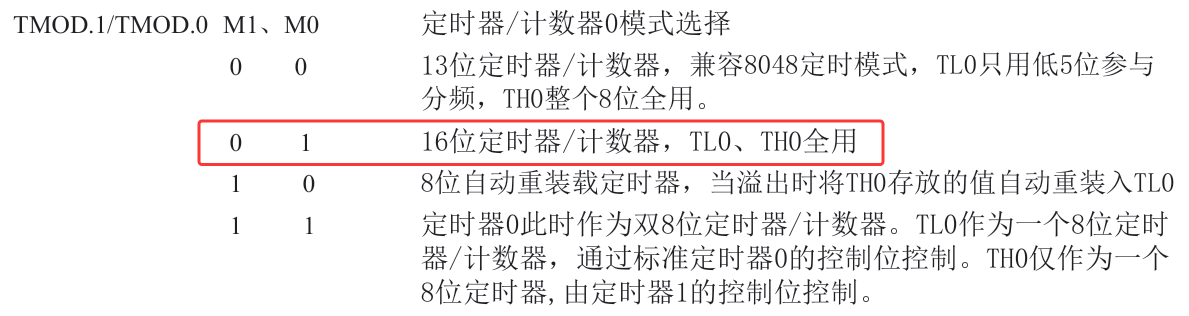 TMOD.1/TMOD.0 M1、M0 定时器/计数器0模式选择
0 0 13位定时器/计数器，兼容8048定时模式，TL0只用低5位参与
分频，TH0整个8位全用。
0 1 16位定时器/计数器，TL0、TH0全用
1 0 8位自动重装载定时器，当溢出时将TH0存放的值自动重装入TL0
1 1 定时器0此时作为双8位定时器/计数器。TL0作为一个8位定时
器/计数器，通过标准定时器0的控制位控制。TH0仅作为一个
8位定时器,由定时器1的控制位控制。